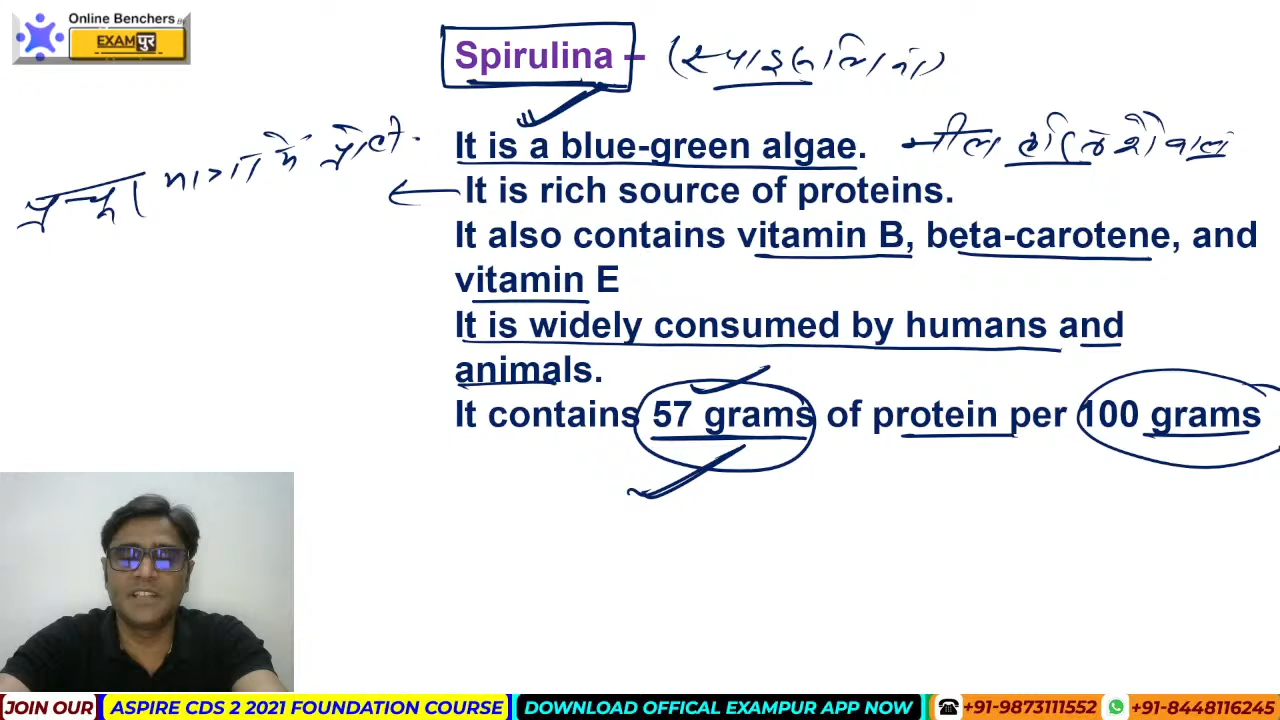 Online Benchers By
EXAMपुर
Spirulina – (स्पाइरुलिना)
It is a blue-green algae. नील हरित शैवाल
प्रचुर मात्रा में प्रोटी.
It is rich source of proteins.
It also contains vitamin B, beta-carotene, and
vitamin E
It is widely consumed by humans and
animals.
It contains 57 grams of protein per 100 grams
JOIN OUR ASPIRE CDS 2 2021 FOUNDATION COURSE DOWNLOAD OFFICAL EXAMPUR APP NOW +91-9873111552 +91-8448116245